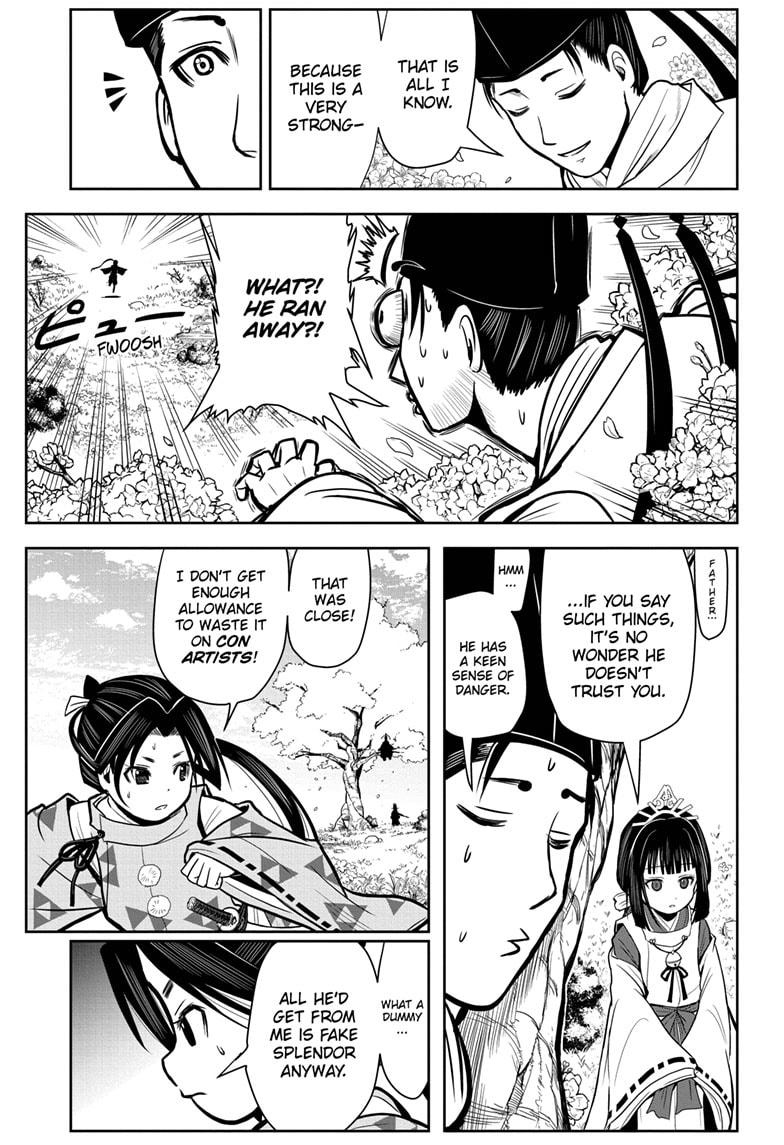 THAT IS
ALL I
KNOW.
BECAUSE
THIS IS A
VERY
STRONG–
WHAT?!
HE RAN
AWAY?!
ピュー
FWOOSH
FATHER...
...IF YOU SAY
SUCH THINGS,
IT'S NO
WONDER HE
DOESN'T
TRUST YOU.
HMM
...
HE HAS
A KEEN
SENSE OF
DANGER.
THAT
WAS
CLOSE!
I DON'T GET
ENOUGH
ALLOWANCE
TO WASTE IT
ON CON
ARTISTS!
WHAT A
DUMMY
...
ALL HE'D
GET FROM
ME IS FAKE
SPLENDOR
ANYWAY.